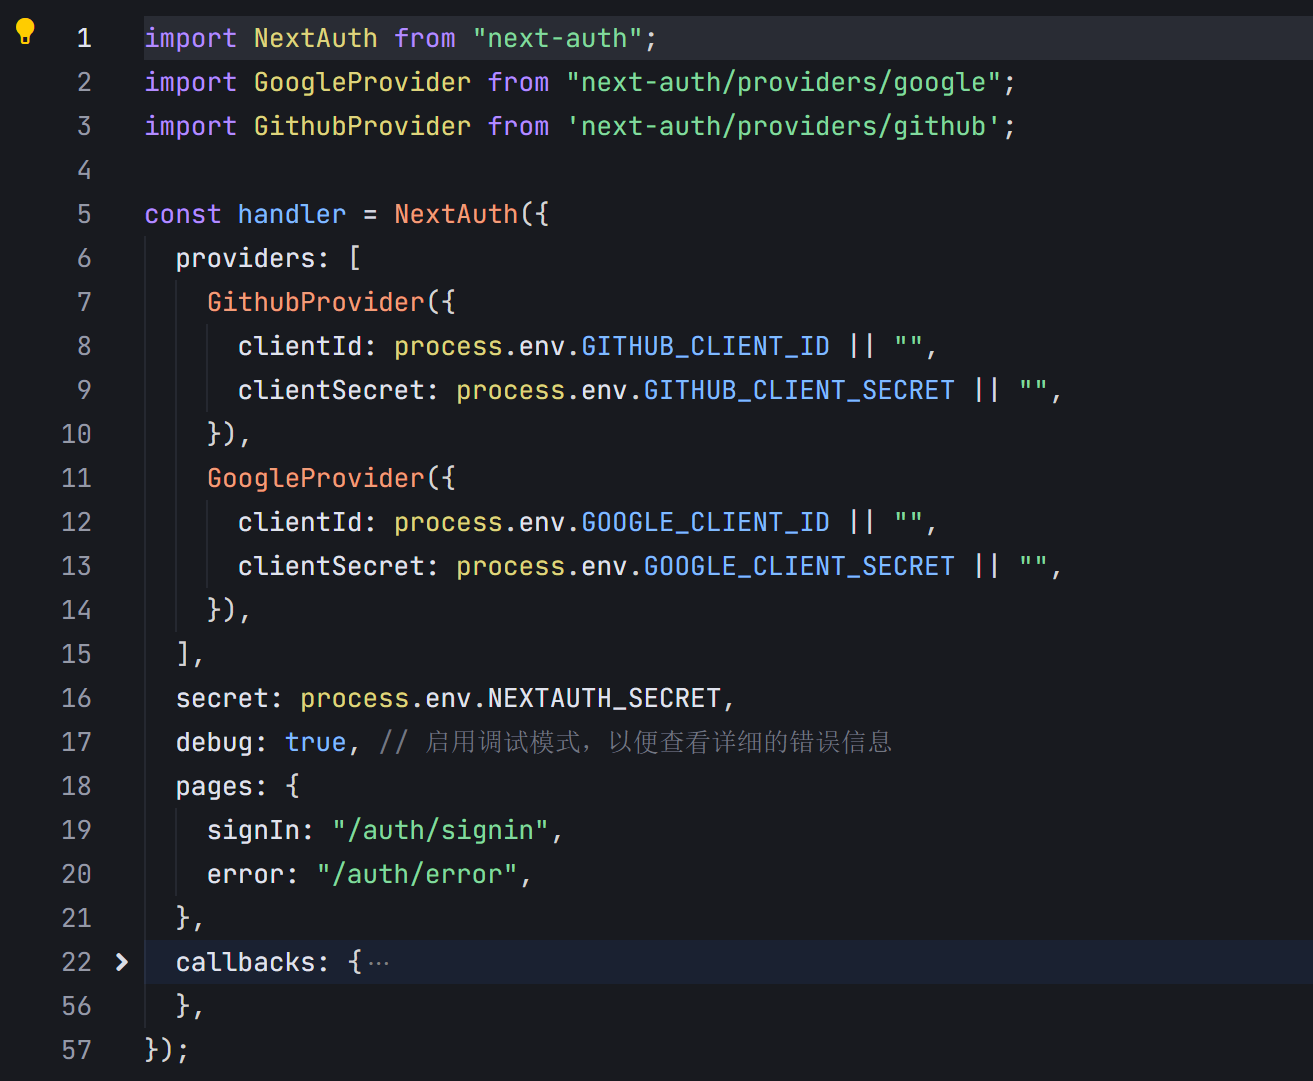 1 import NextAuth from "next-auth";
2 import GoogleProvider from "next-auth/providers/google";
3 import GithubProvider from 'next-auth/providers/github';
4
5 const handler = NextAuth({
6   providers: [
7     GithubProvider({
8       clientId: process.env.GITHUB_CLIENT_ID || "",
9       clientSecret: process.env.GITHUB_CLIENT_SECRET || "",
10     }),
11     GoogleProvider({
12       clientId: process.env.GOOGLE_CLIENT_ID || "",
13       clientSecret: process.env.GOOGLE_CLIENT_SECRET || "",
14     }),
15   ],
16   secret: process.env.NEXTAUTH_SECRET,
17   debug: true, // 启用调试模式，以便查看详细的错误信息
18   pages: {
19     signIn: "/auth/signin",
20     error: "/auth/error",
21   },
22   callbacks: {…
56   },
57 });